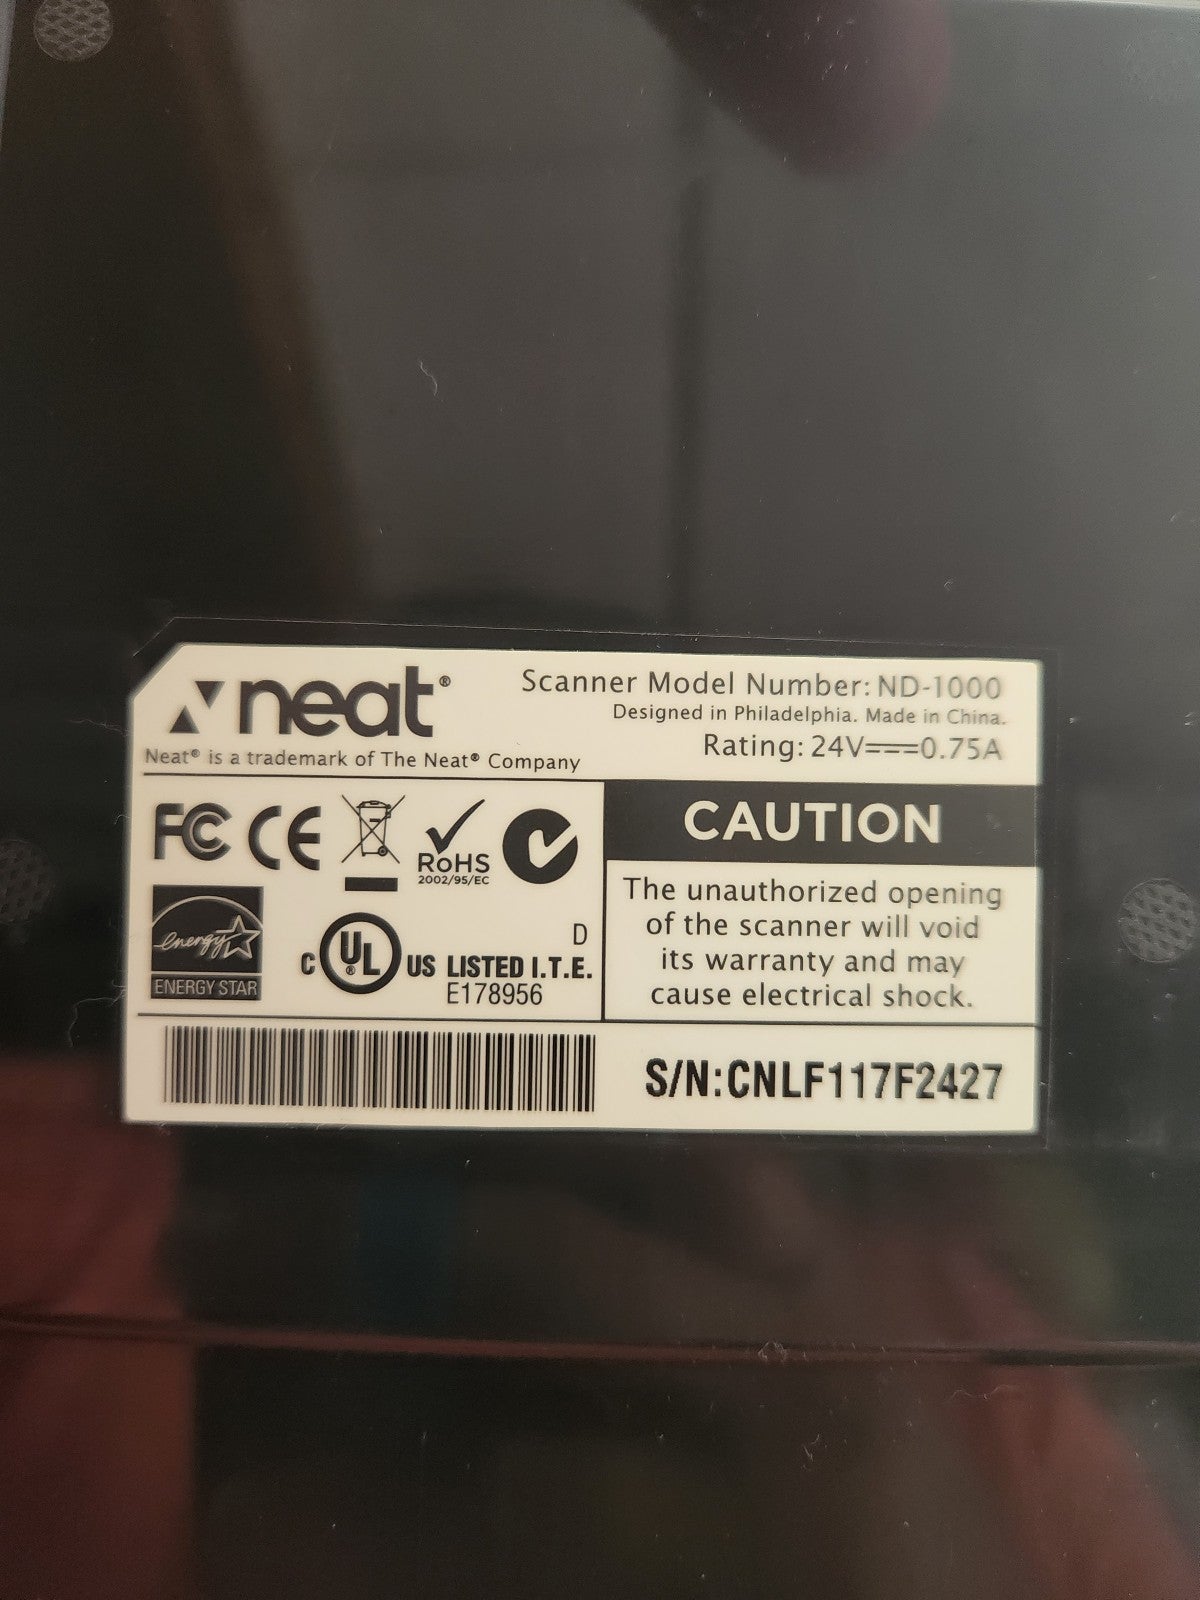 neat®
Neat® is a trademark of The Neat® Company
Scanner Model Number: ND-1000
Designed in Philadelphia. Made in China.
Rating: 24V⎓0.75A
FC CE
RoHS
2002/95/EC
energy
ENERGY STAR
C UL® US LISTED I.T.E.
D
E178956
CAUTION
The unauthorized opening
of the scanner will void
its warranty and may
cause electrical shock.
S/N:CNLF117F2427